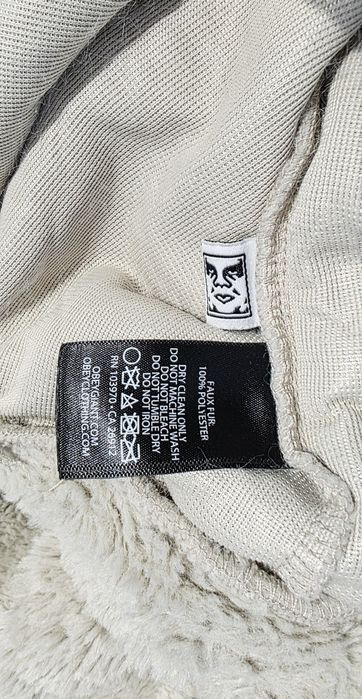 FAUX FUR:
100% POLYESTER
DRY CLEAN ONLY
DO NOT MACHINE WASH
DO NOT BLEACH
DO NOT TUMBLE DRY
DO NOT IRON
RN 103970 · CA 26912
OBEYGIANT.COM
OBEYCLOTHING.COM